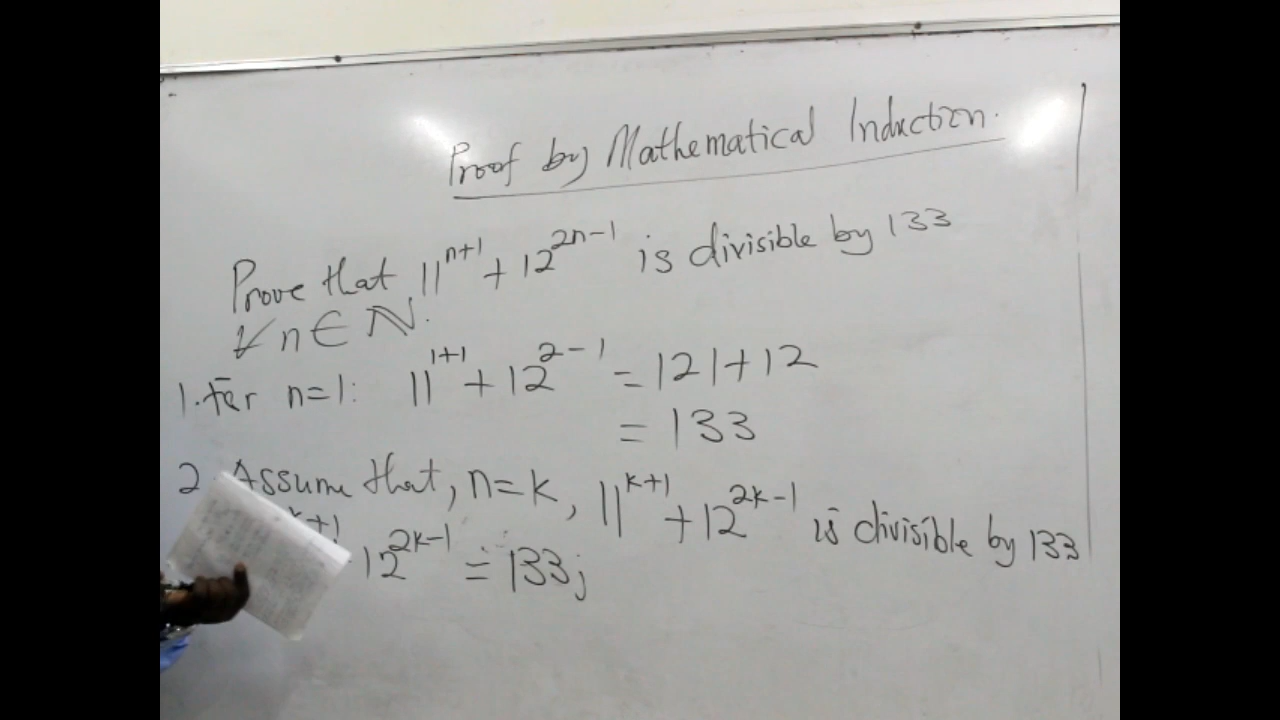 Proof by Mathematical Induction.
Prove that 11^{n+1} + 12^{2n-1} is divisible by 133
∀ n ∈ ℕ.
1. For n=1: 11^{1+1} + 12^{2-1} = 121+12
= 133
2. Assume that, n=k, 11^{k+1} + 12^{2k-1} is divisible by 133
^{k+1} 12^{2k-1} = 133j